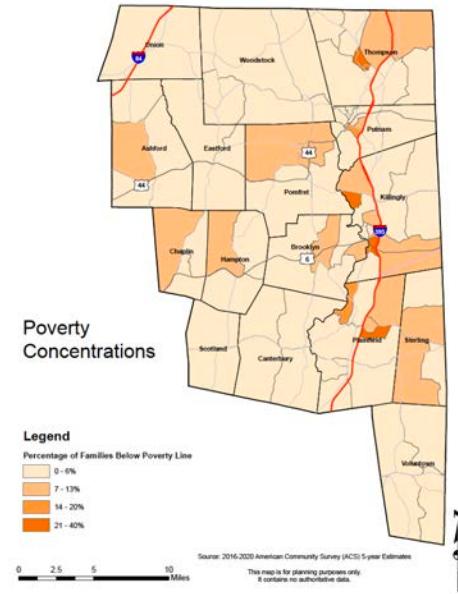 Union
84
Woodstock
Thompson
Putnam
Ashford
Eastford
44
44
Pomfret
Killingly
395
Chaplin
Hampton
Brooklyn
6
Scotland
Canterbury
Plainfield
Sterling
Voluntown
Poverty
Concentrations
Legend
Percentage of Families Below Poverty Line
0 - 6%
7 - 13%
14 - 20%
21 - 40%
Source: 2016-2020 American Community Survey (ACS) 5-year Estimates
This map is for planning purposes only.
It contains no authoritative data.
0 2.5 5 10
Miles